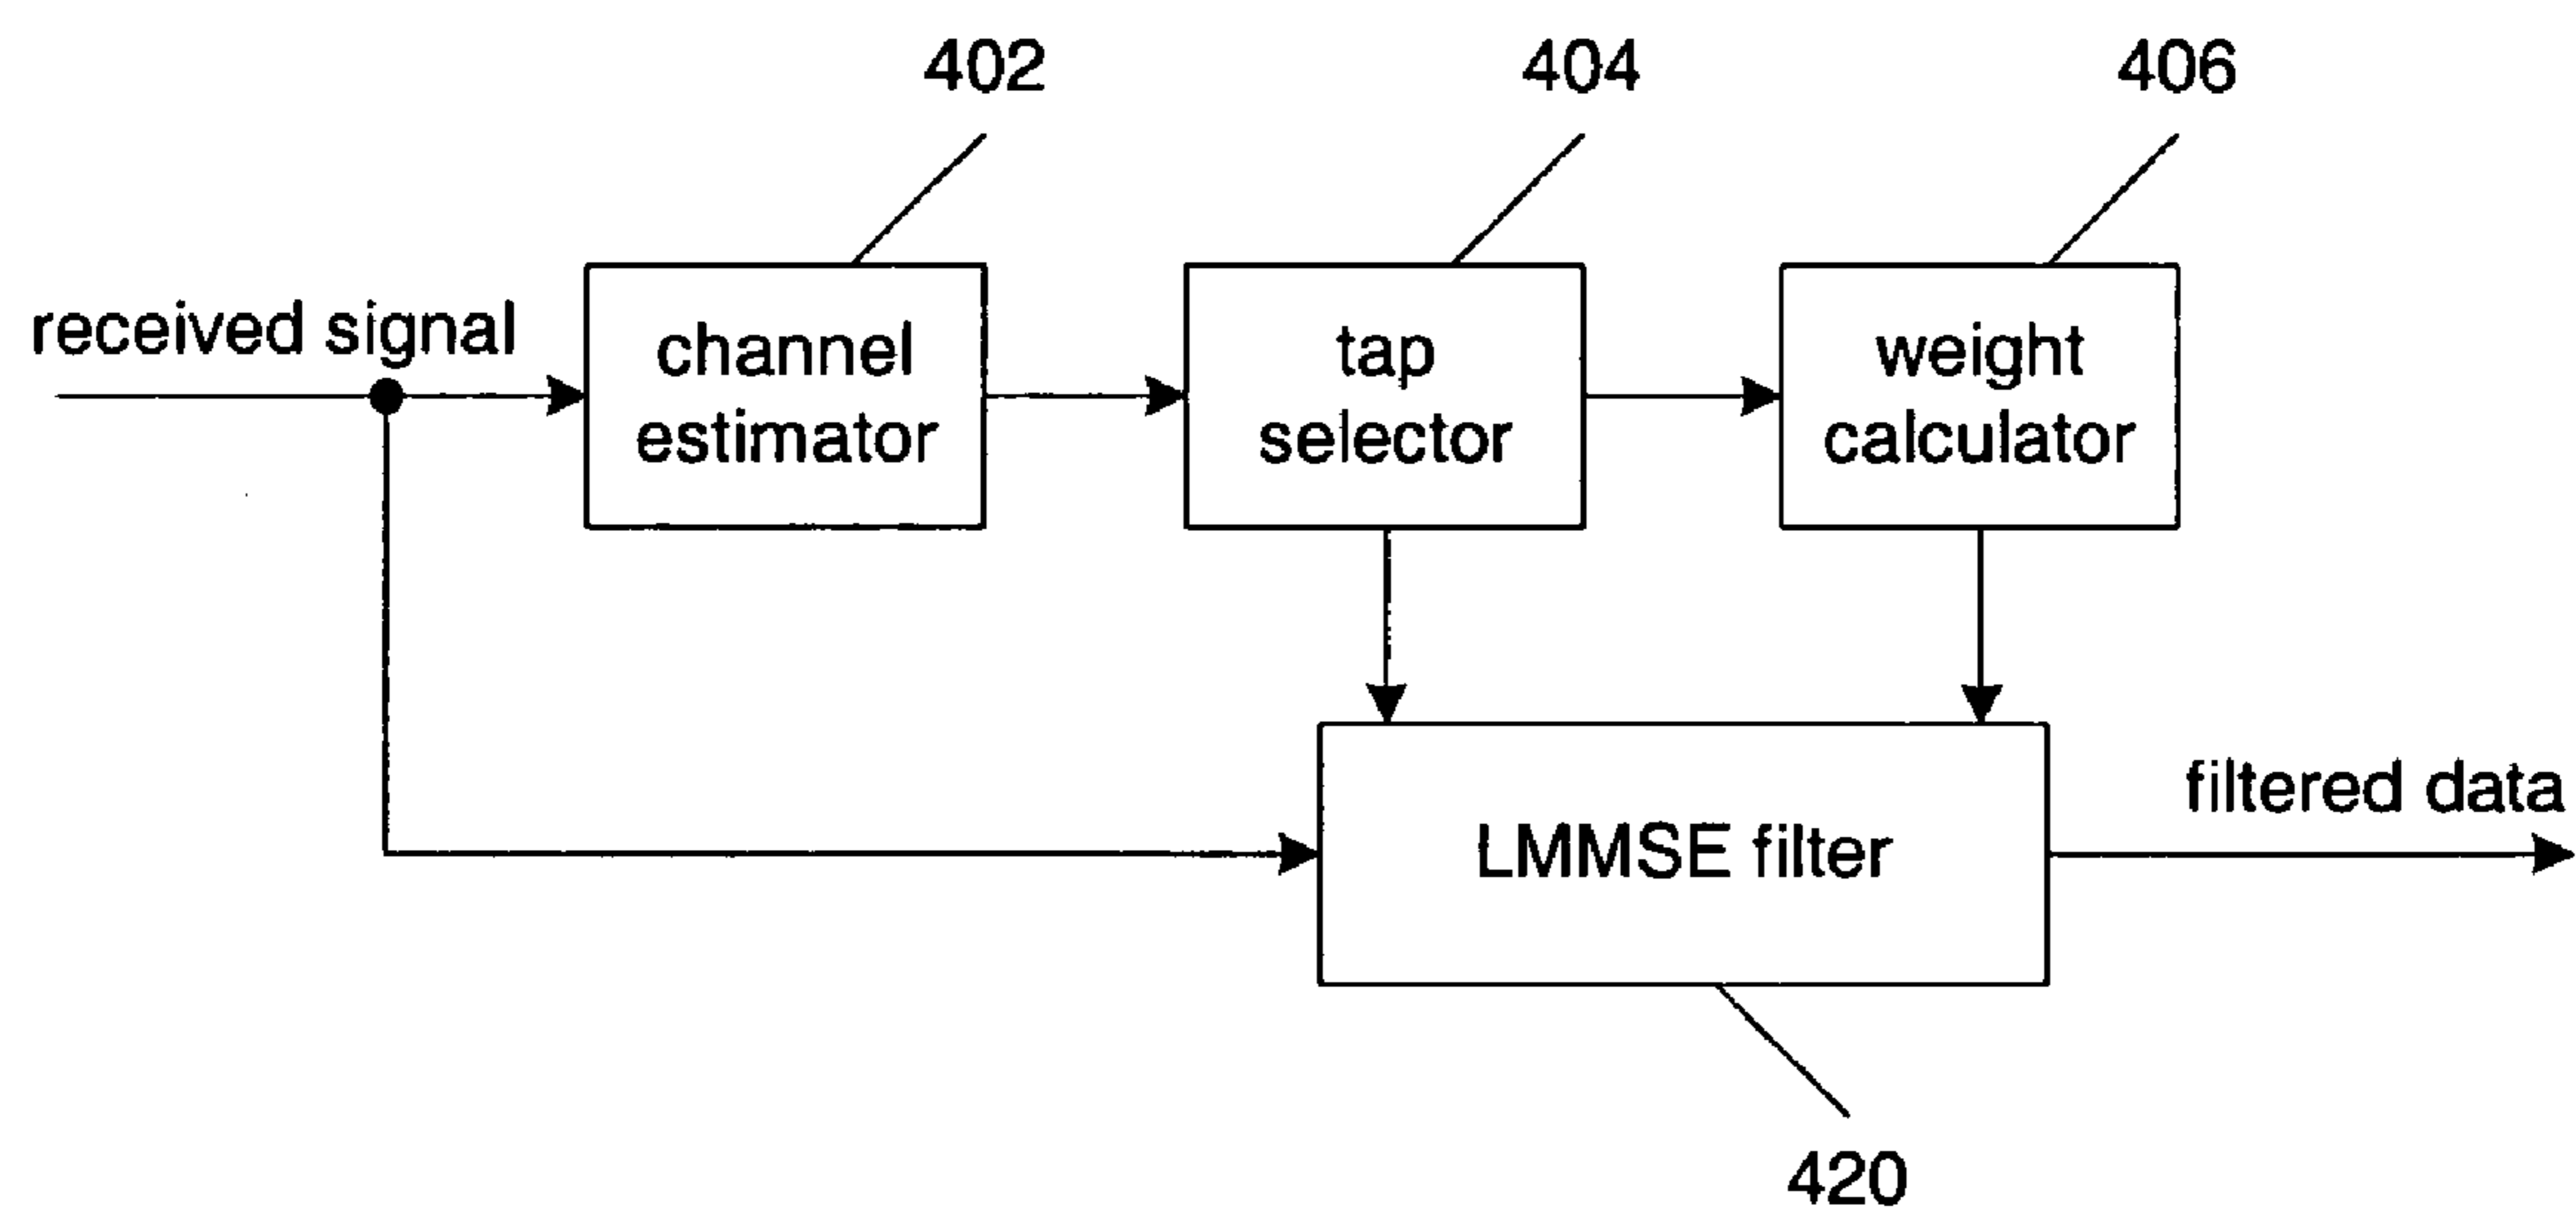 402
404
406
received signal
channel
estimator
tap
selector
weight
calculator
filtered data
LMMSE filter
420